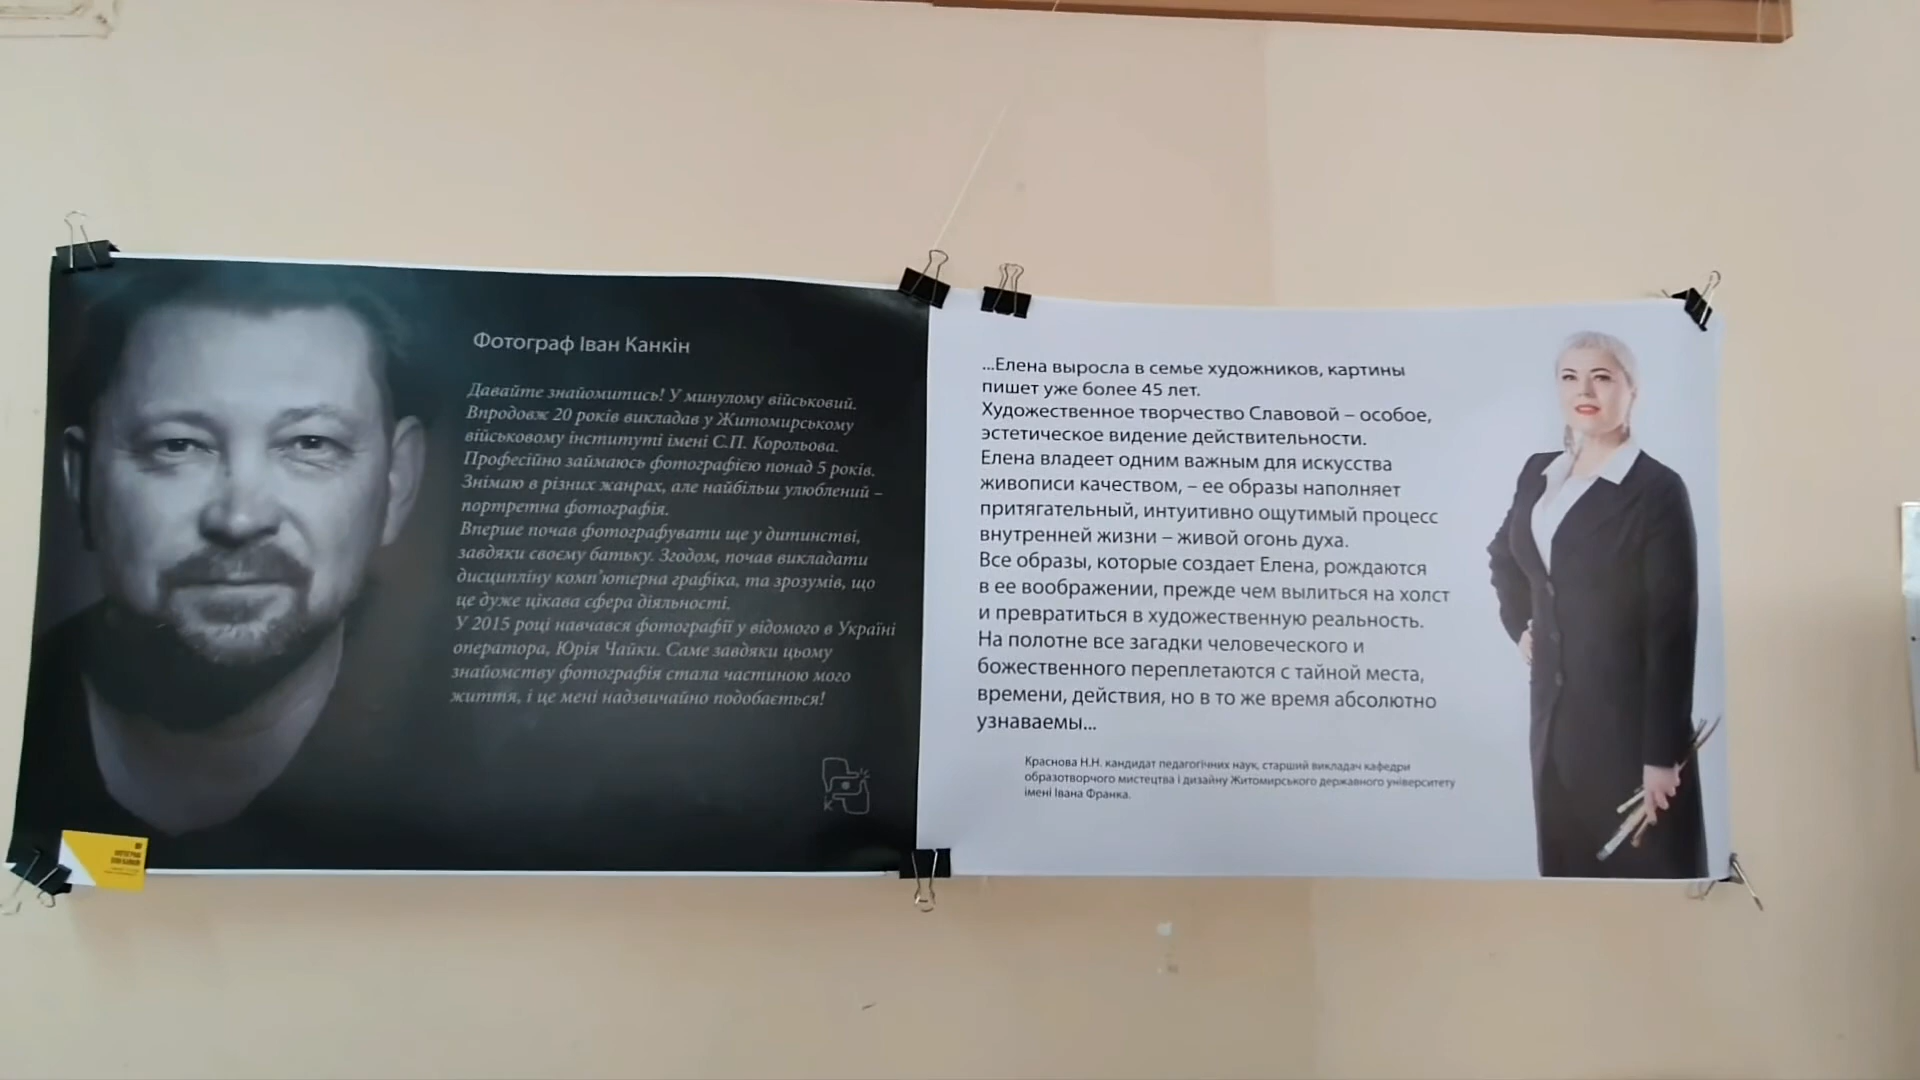 Фотограф Іван Канкін
Давайте знайомитись! У минулому військовий.
Впродовж 20 років викладав у Житомирському
військовому інституті імені С.П. Корольова.
Професійно займаюсь фотографією понад 5 років.
Знімаю в різних жанрах, але найбільш улюблений –
портретна фотографія.
Вперше почав фотографувати ще у дитинстві,
завдяки своєму батьку. Згодом, почав викладати
дисципліну комп'ютерна графіка, та зрозумів, що
це дуже цікава сфера діяльності.
У 2015 році навчався фотографії у відомого в Україні
оператора, Юрія Чайки. Саме завдяки цьому
знайомству фотографія стала частиною мого
життя, і це мені надзвичайно подобається!
...Елена выросла в семье художников, картины
пишет уже более 45 лет.
Художественное творчество Славовой – особое,
эстетическое видение действительности.
Елена владеет одним важным для искусства
живописи качеством, – ее образы наполняет
притягательный, интуитивно ощутимый процесс
внутренней жизни – живой огонь духа.
Все образы, которые создает Елена, рождаются
в ее воображении, прежде чем вылиться на холст
и превратиться в художественную реальность.
На полотне все загадки человеческого и
божественного переплетаются с тайной места,
времени, действия, но в то же время абсолютно
узнаваемы...
Краснова Н.Н. кандидат педагогічних наук, старший викладач кафедри
образотворчого мистецтва і дизайну Житомирського державного університету
імені Івана Франка.